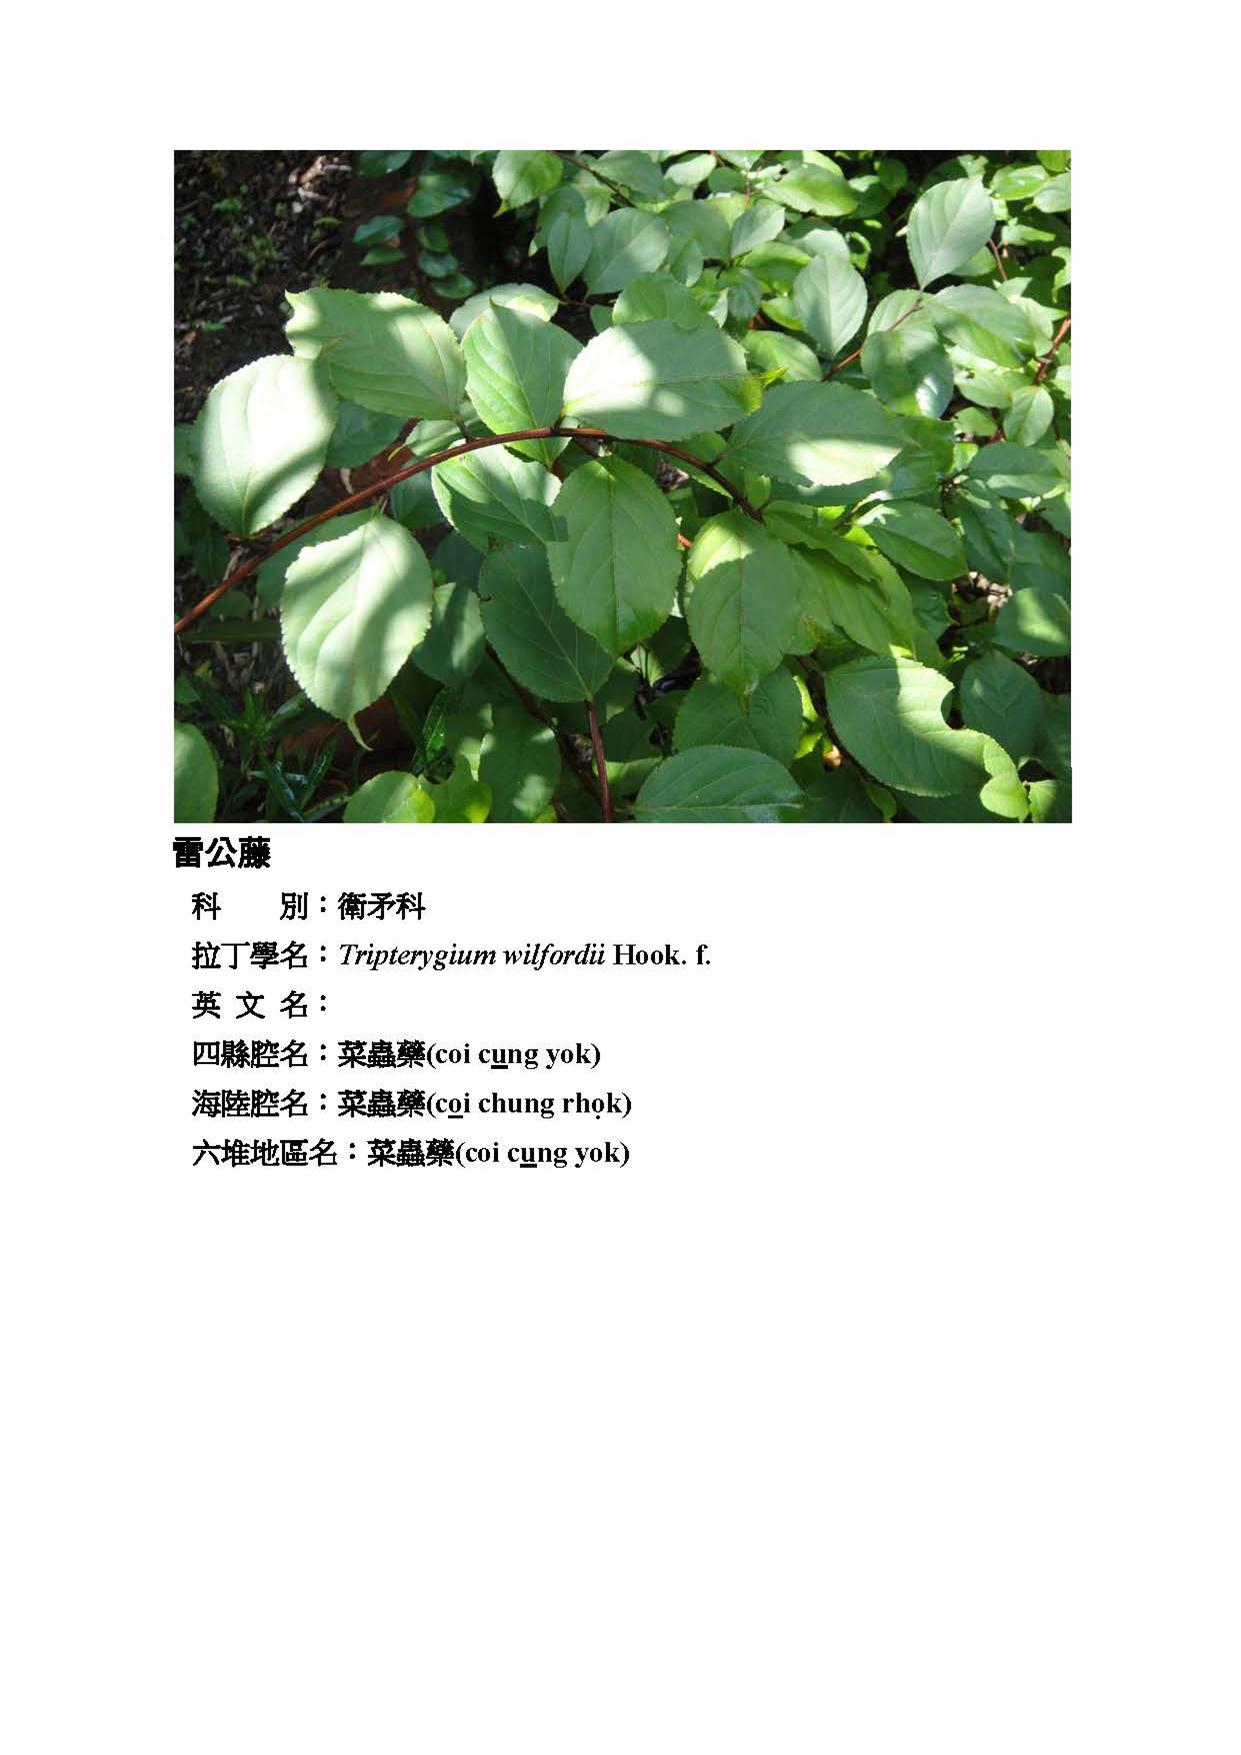 雷公藤
科　　別：衛矛科
拉丁學名：Tripterygium wilfordii Hook. f.
英 文 名：
四縣腔名：菜蟲藥(coi cu̲ng yok)
海陸腔名：菜蟲藥(co̲i chung rhọk)
六堆地區名：菜蟲藥(coi cu̲ng yok)